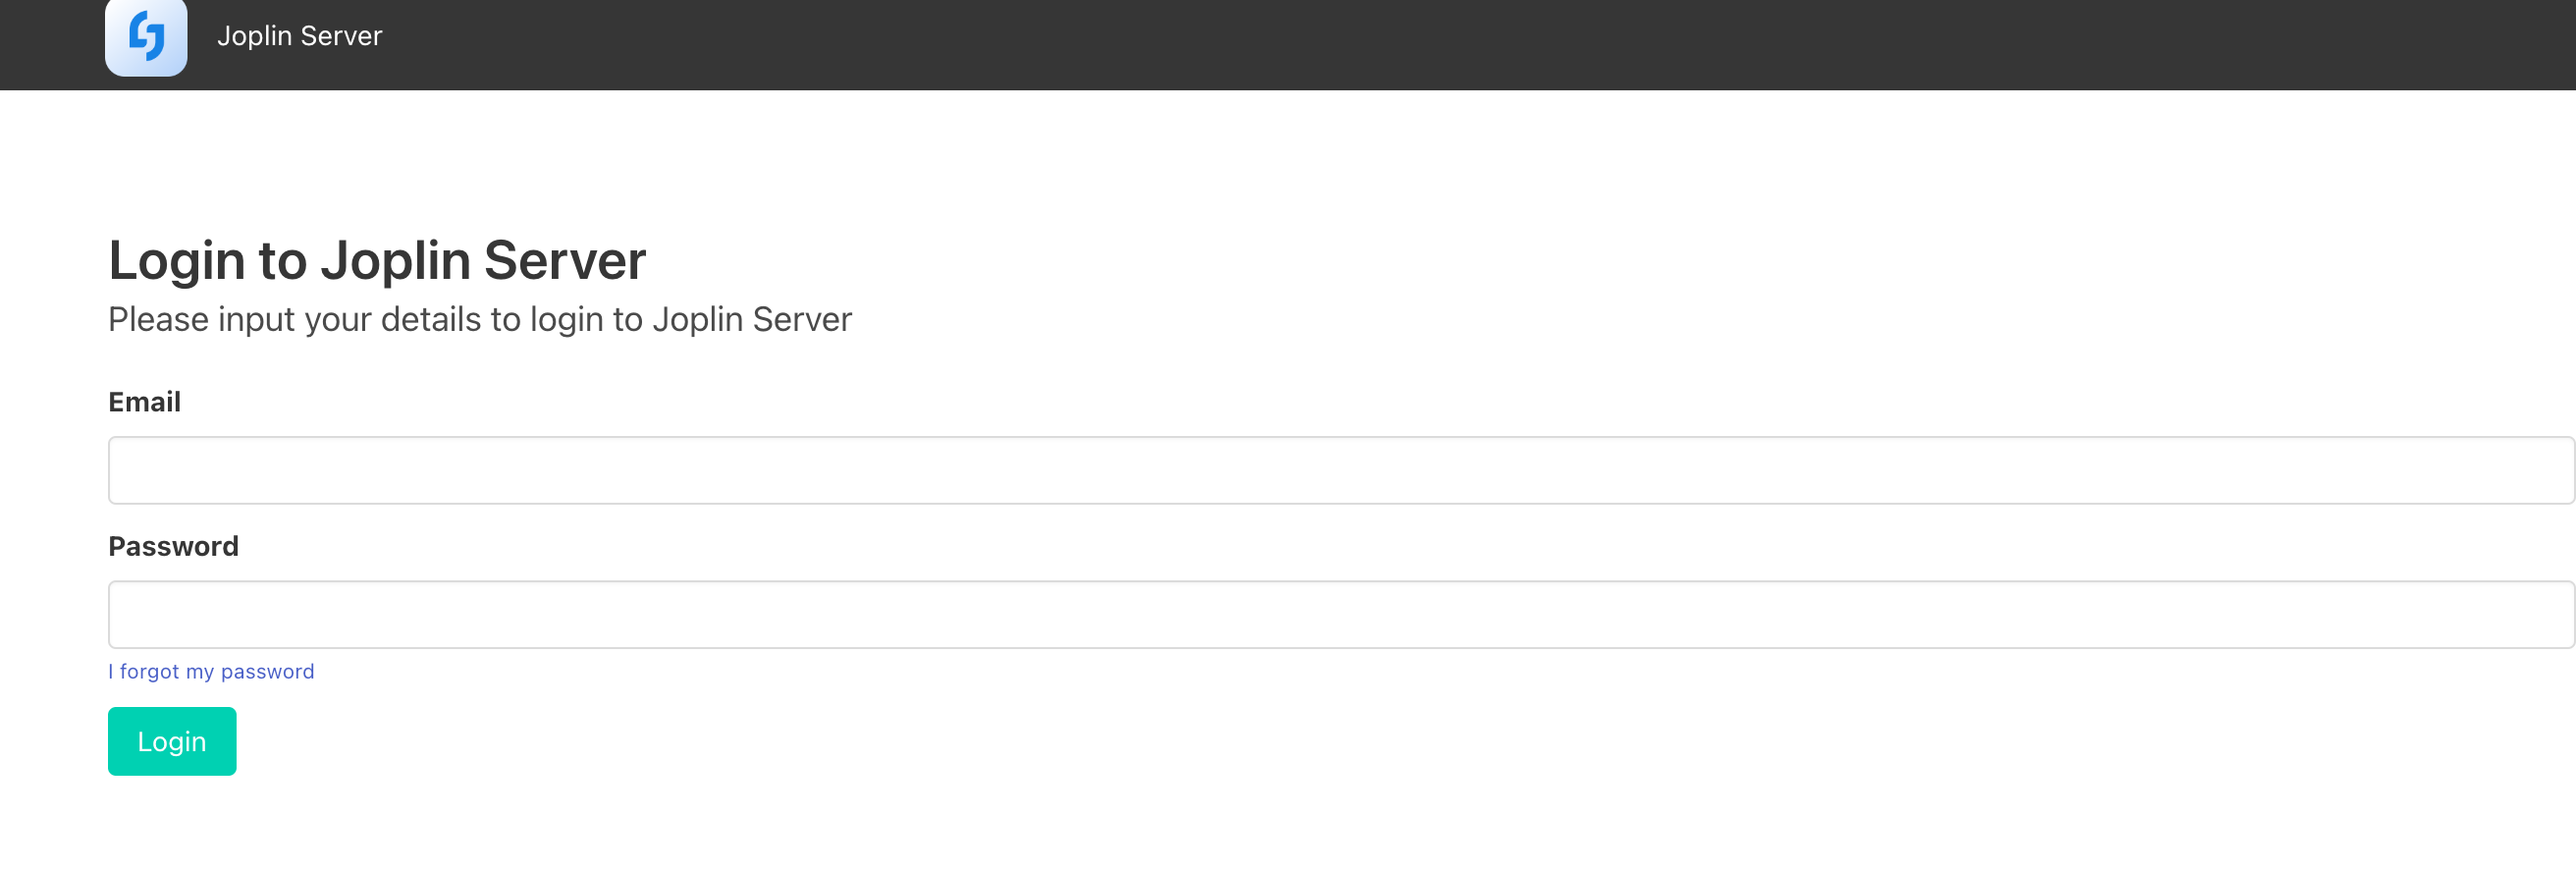 Joplin Server
Login to Joplin Server
Please input your details to login to Joplin Server
Email
Password
I forgot my password
Login